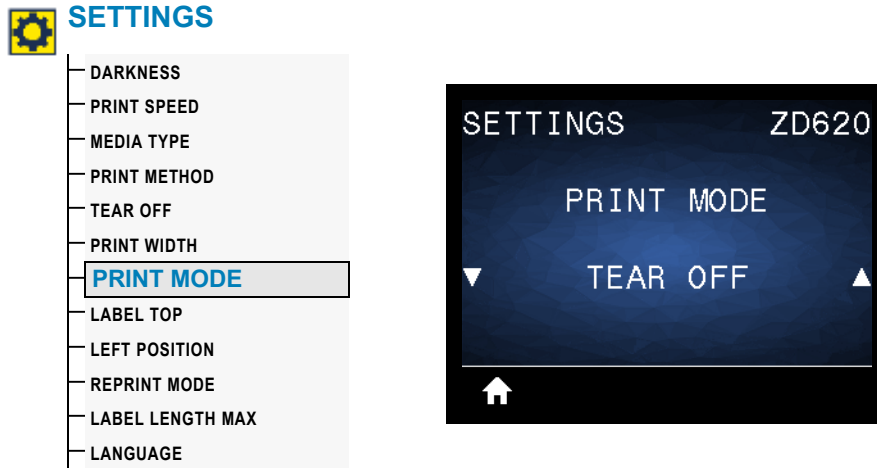 SETTINGS
DARKNESS
PRINT SPEED
MEDIA TYPE
PRINT METHOD
TEAR OFF
PRINT WIDTH
PRINT MODE
LABEL TOP
LEFT POSITION
REPRINT MODE
LABEL LENGTH MAX
LANGUAGE
SETTINGS ZD620
PRINT MODE
TEAR OFF